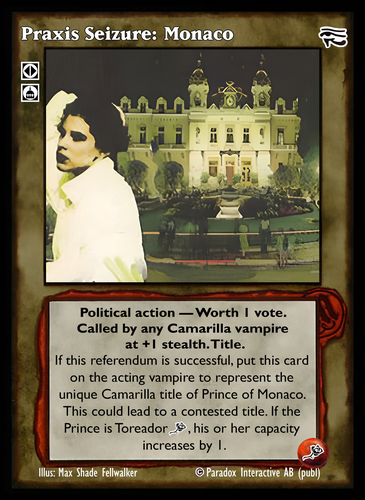 Praxis Seizure: Monaco
Political action — Worth 1 vote.
Called by any Camarilla vampire
at +1 stealth. Title.
If this referendum is successful, put this card
on the acting vampire to represent the
unique Camarilla title of Prince of Monaco.
This could lead to a contested title. If the
Prince is Toreador , his or her capacity
increases by 1.
Illus: Max Shade Fellwalker
© Paradox Interactive AB (publ)